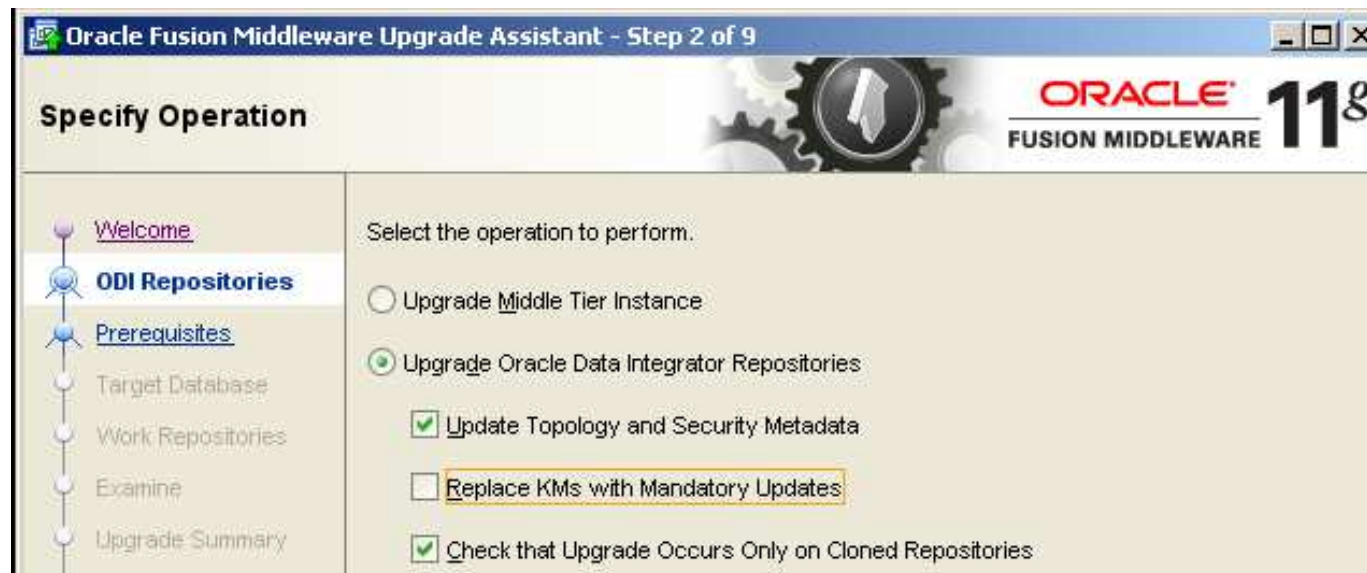 Oracle Fusion Middleware Upgrade Assistant - Step 2 of 9
Specify Operation
ORACLE
FUSION MIDDLEWARE
11g
Welcome
ODI Repositories
Prerequisites
Target Database
Work Repositories
Examine
Upgrade Summary
Select the operation to perform.
Upgrade Middle Tier Instance
Upgrade Oracle Data Integrator Repositories
Update Topology and Security Metadata
Replace KMs with Mandatory Updates
Check that Upgrade Occurs Only on Cloned Repositories